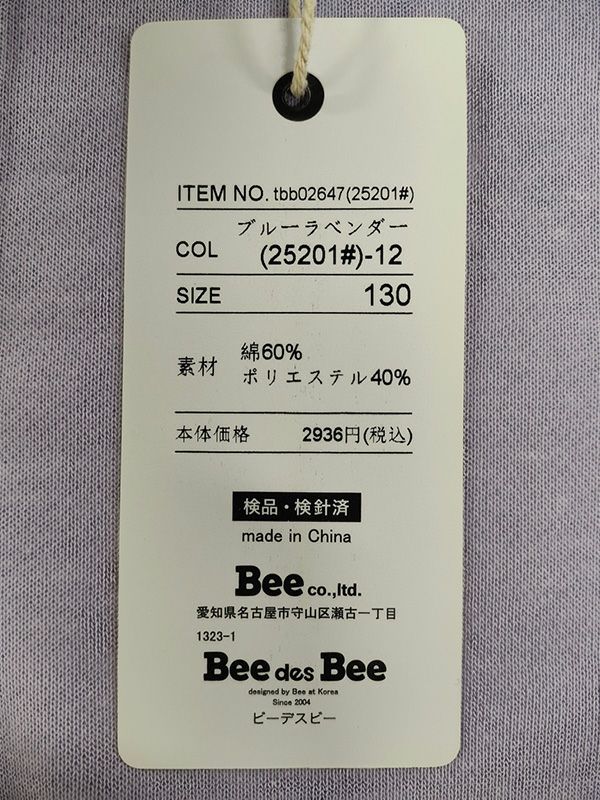 ITEM NO. tbb02647(25201#)
ブルーラベンダー
COL (25201#)-12
SIZE 130
綿60%
素材
ポリエステル40%
本体価格 2936円(税込)
検品・検針済
made in China
Bee co.,ltd.
愛知県名古屋市守山区瀬古一丁目
1323-1
Bee des Bee
designed by Bee at Korea
Since 2004
ビーデスビー